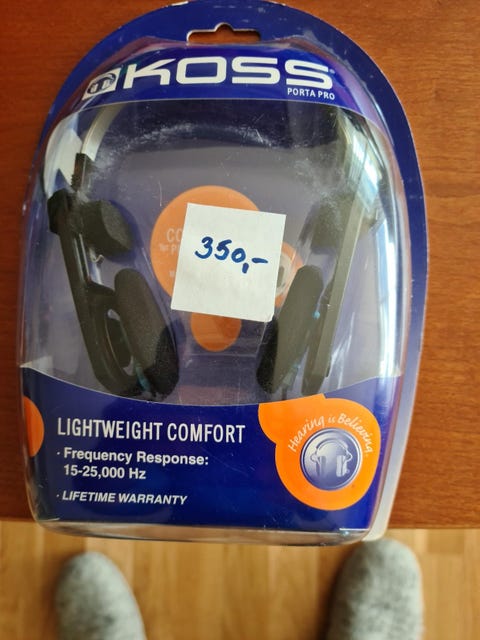 KOSS
PORTA PRO
350,-
LIGHTWEIGHT COMFORT
· Frequency Response:
15-25,000 Hz
· LIFETIME WARRANTY
Hearing is Believing